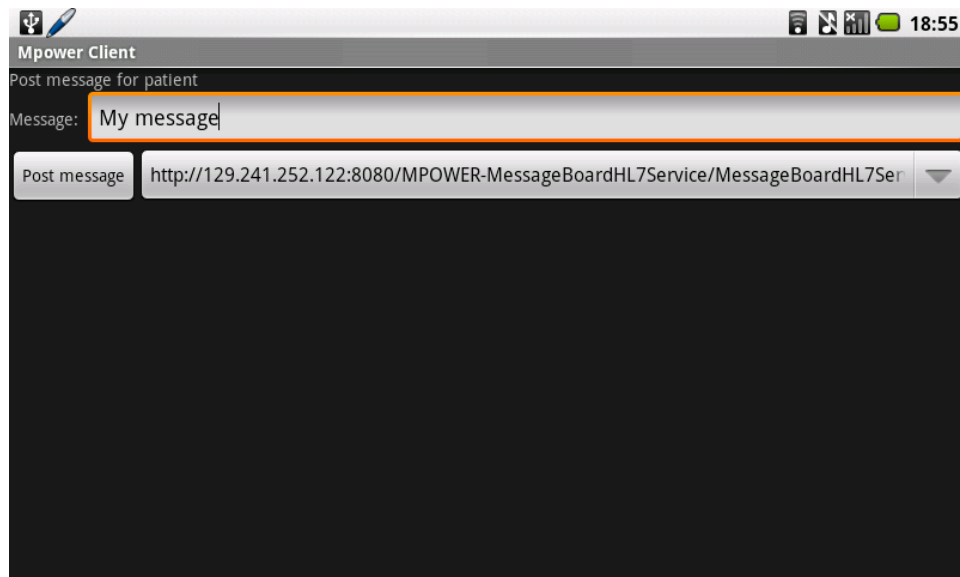 18:55
Mpower Client
Post message for patient
Message: My message
Post message http://129.241.252.122:8080/MPOWER-MessageBoardHL7Service/MessageBoardHL7Ser